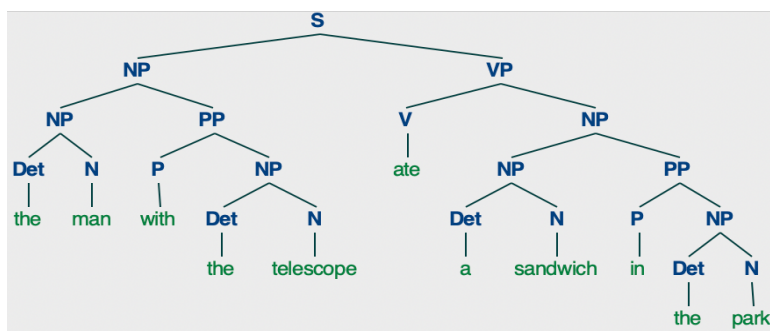 S
NP VP
NP PP V NP
Det N P NP ate NP PP
the man with Det N Det N P NP
the telescope a sandwich in Det N
the park